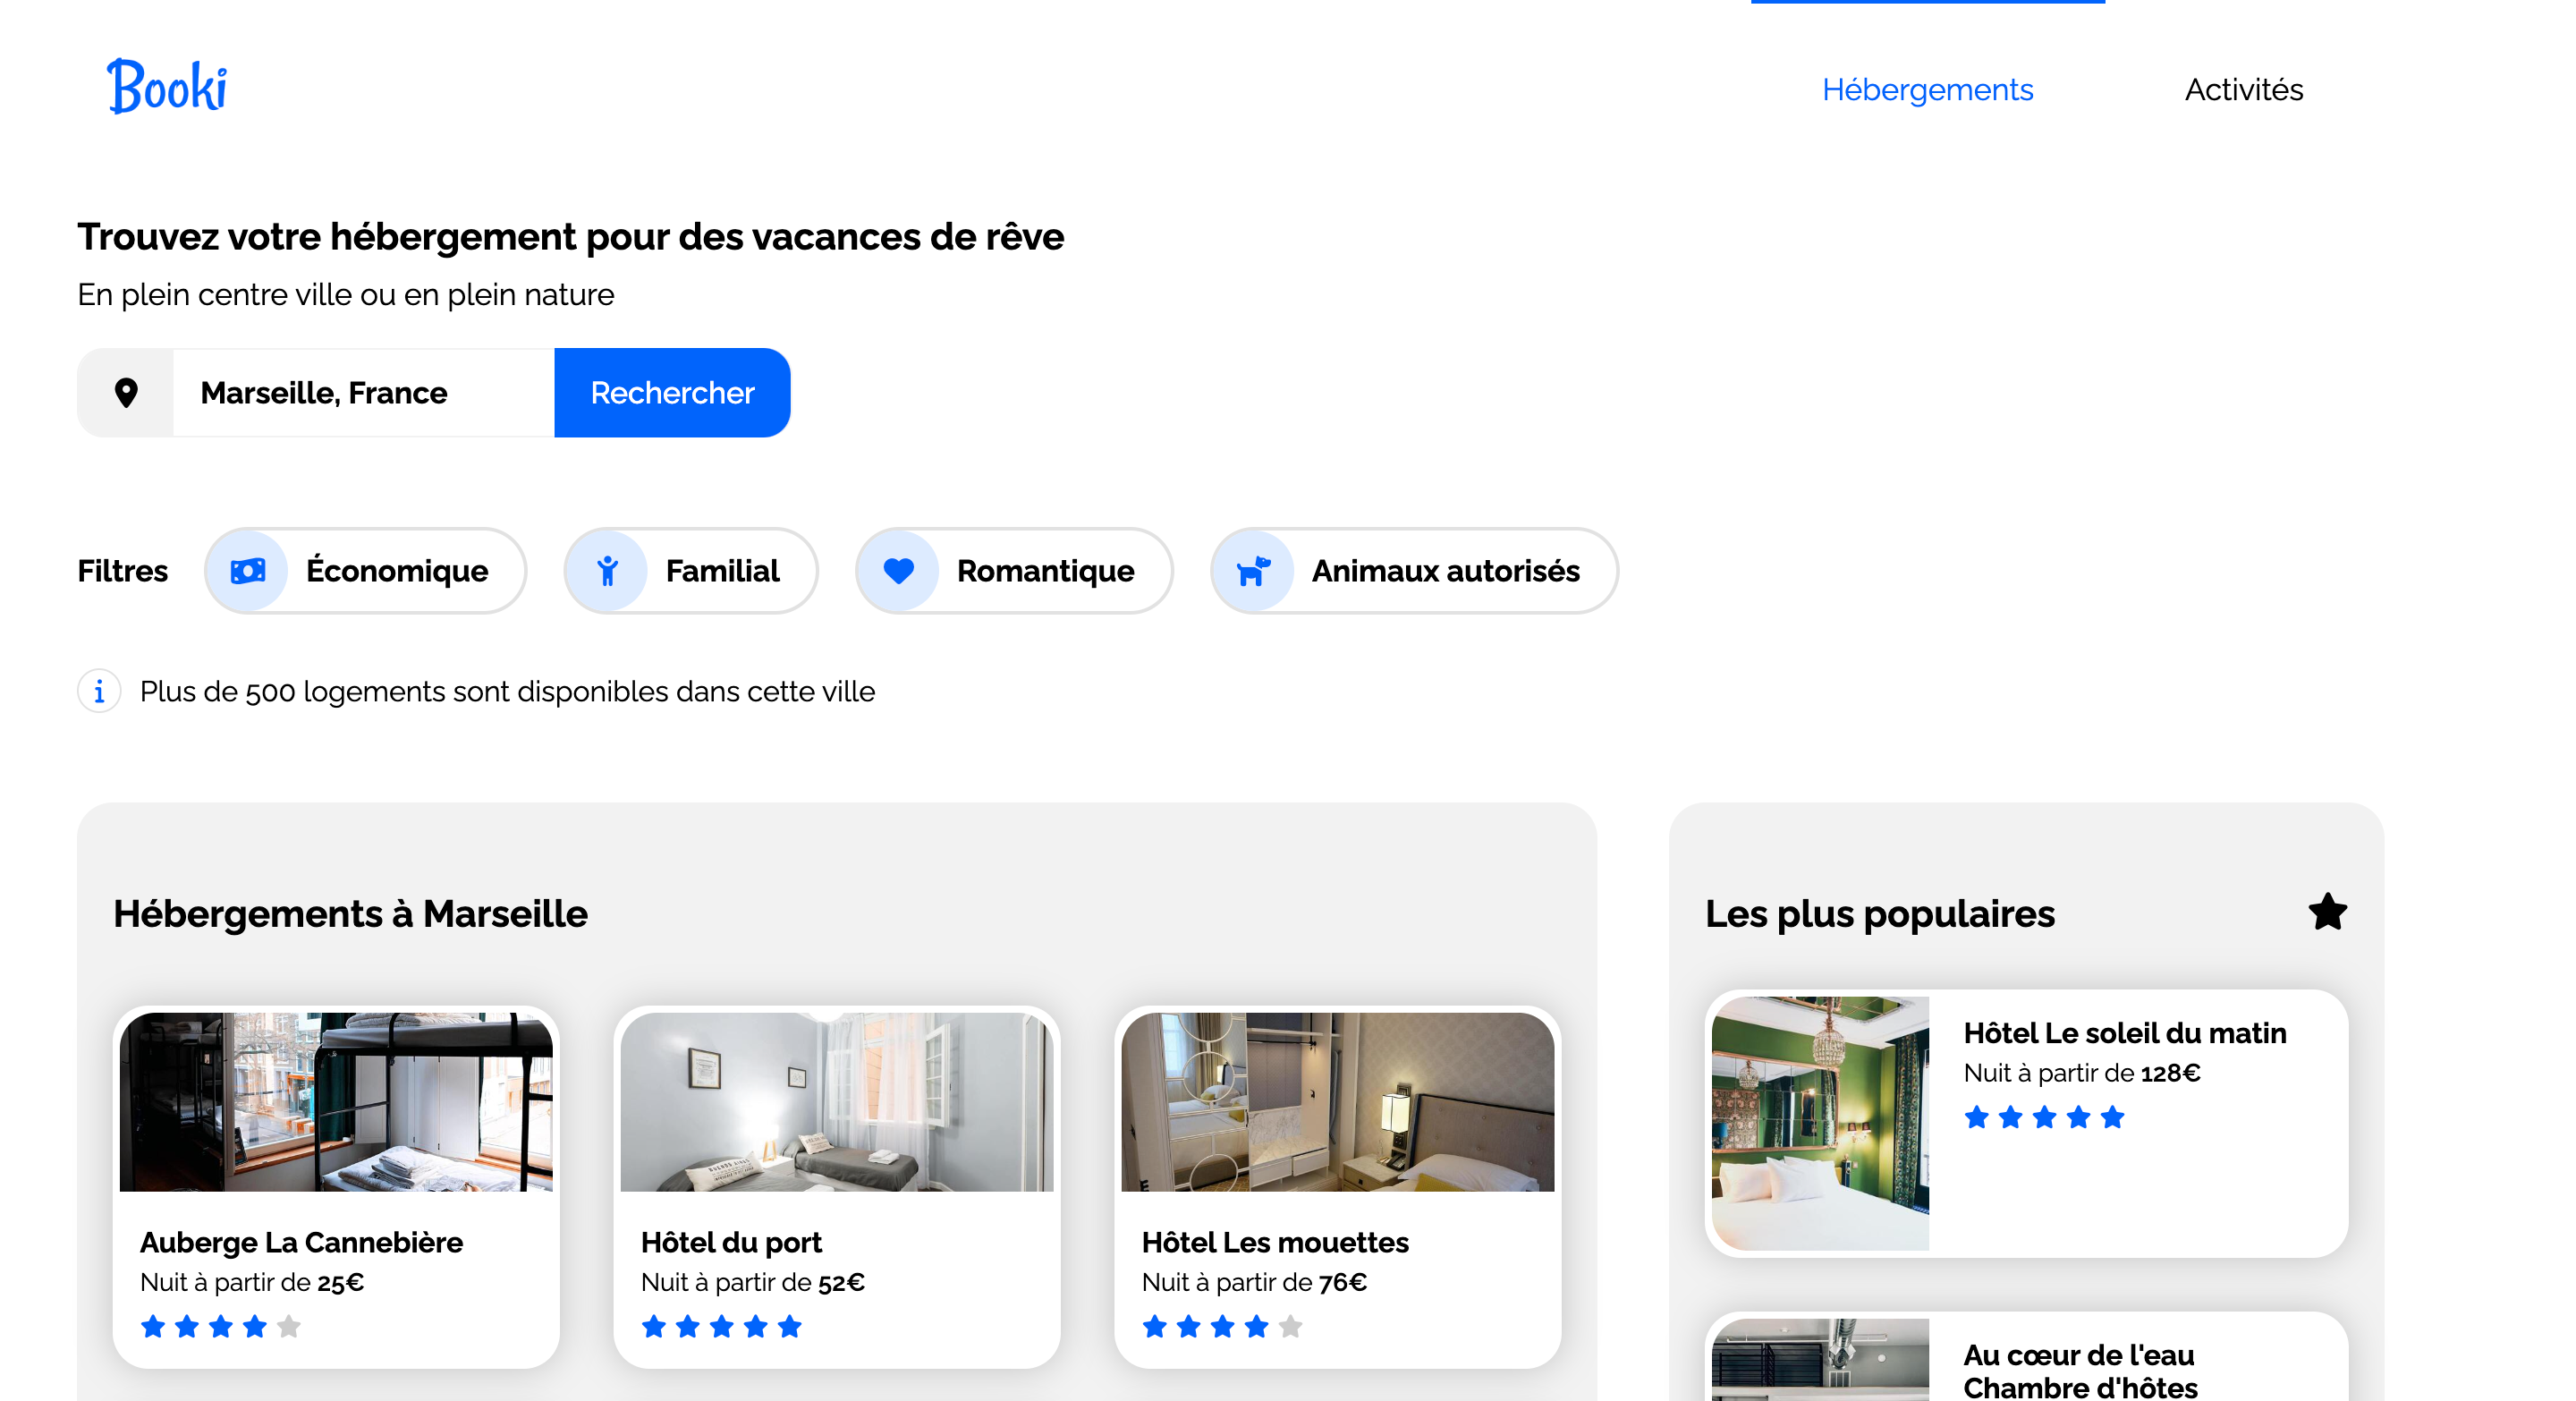 Booki
Hébergements
Activités
Trouvez votre hébergement pour des vacances de rêve
En plein centre ville ou en plein nature
Marseille, France
Rechercher
Filtres
Économique
Familial
Romantique
Animaux autorisés
Plus de 500 logements sont disponibles dans cette ville
Hébergements à Marseille
Auberge La Cannebière
Nuit à partir de 25€
Hôtel du port
Nuit à partir de 52€
Hôtel Les mouettes
Nuit à partir de 76€
Les plus populaires
Hôtel Le soleil du matin
Nuit à partir de 128€
Au cœur de l'eau
Chambre d'hôtes